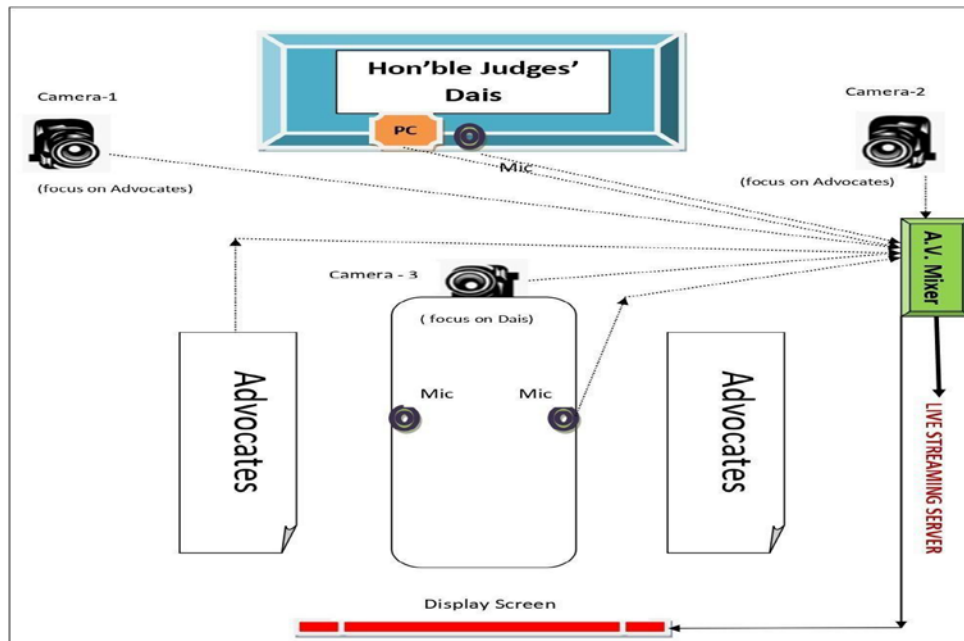 Hon’ble Judges’
Dais
Camera-1
Camera-2
PC
Mic
(focus on Advocates)
(focus on Advocates)
A.V. Mixer
Camera - 3
( focus on Dais)
Advocates
Mic
Mic
Advocates
LIVE STREAMING SERVER
Display Screen